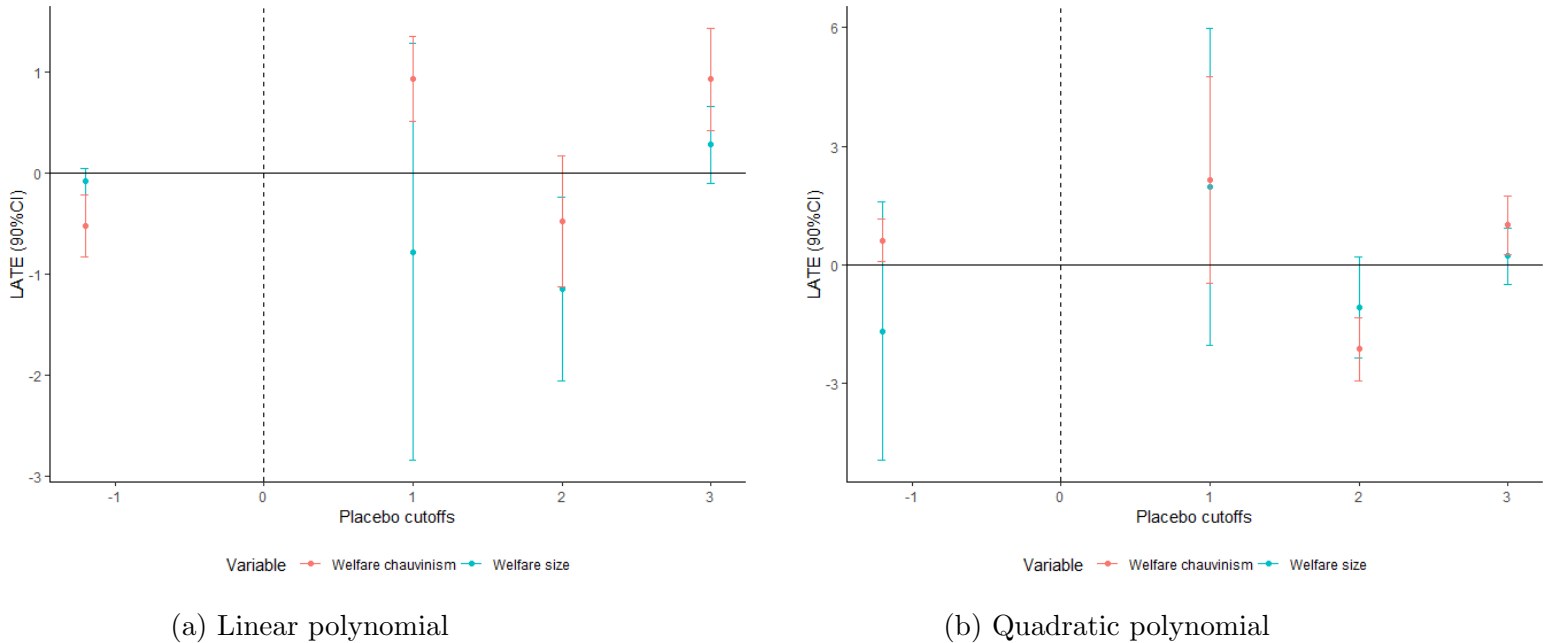 1
0
-1
-2
-3
LATE (90%CI)
-1
0
1
2
3
Placebo cutoffs
Variable
Welfare chauvinism
Welfare size
(a) Linear polynomial
6
3
0
-3
LATE (90%CI)
-1
0
1
2
3
Placebo cutoffs
Variable
Welfare chauvinism
Welfare size
(b) Quadratic polynomial